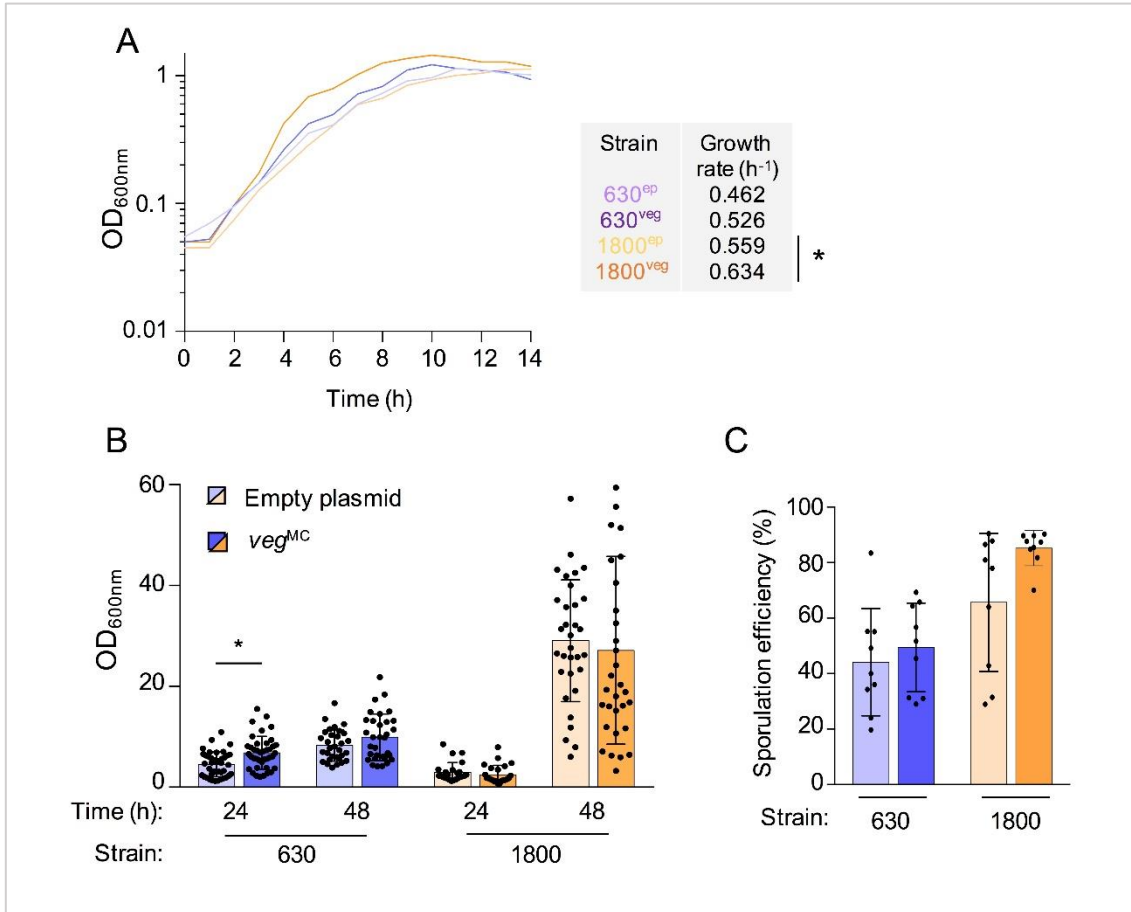 A
OD600nm
1
0.1
0.01
0 2 4 6 8 10 12 14
Time (h)
Strain Growth rate (h-1)
630ep 0.462
630veg 0.526
1800ep 0.559
1800veg 0.634
*
B
OD600nm
60
40
20
0
Empty plasmid
vegMC
*
Time (h): 24 48 24 48
Strain: 630 1800
C
Sporulation efficiency (%)
100
80
60
40
20
0
Strain: 630 1800